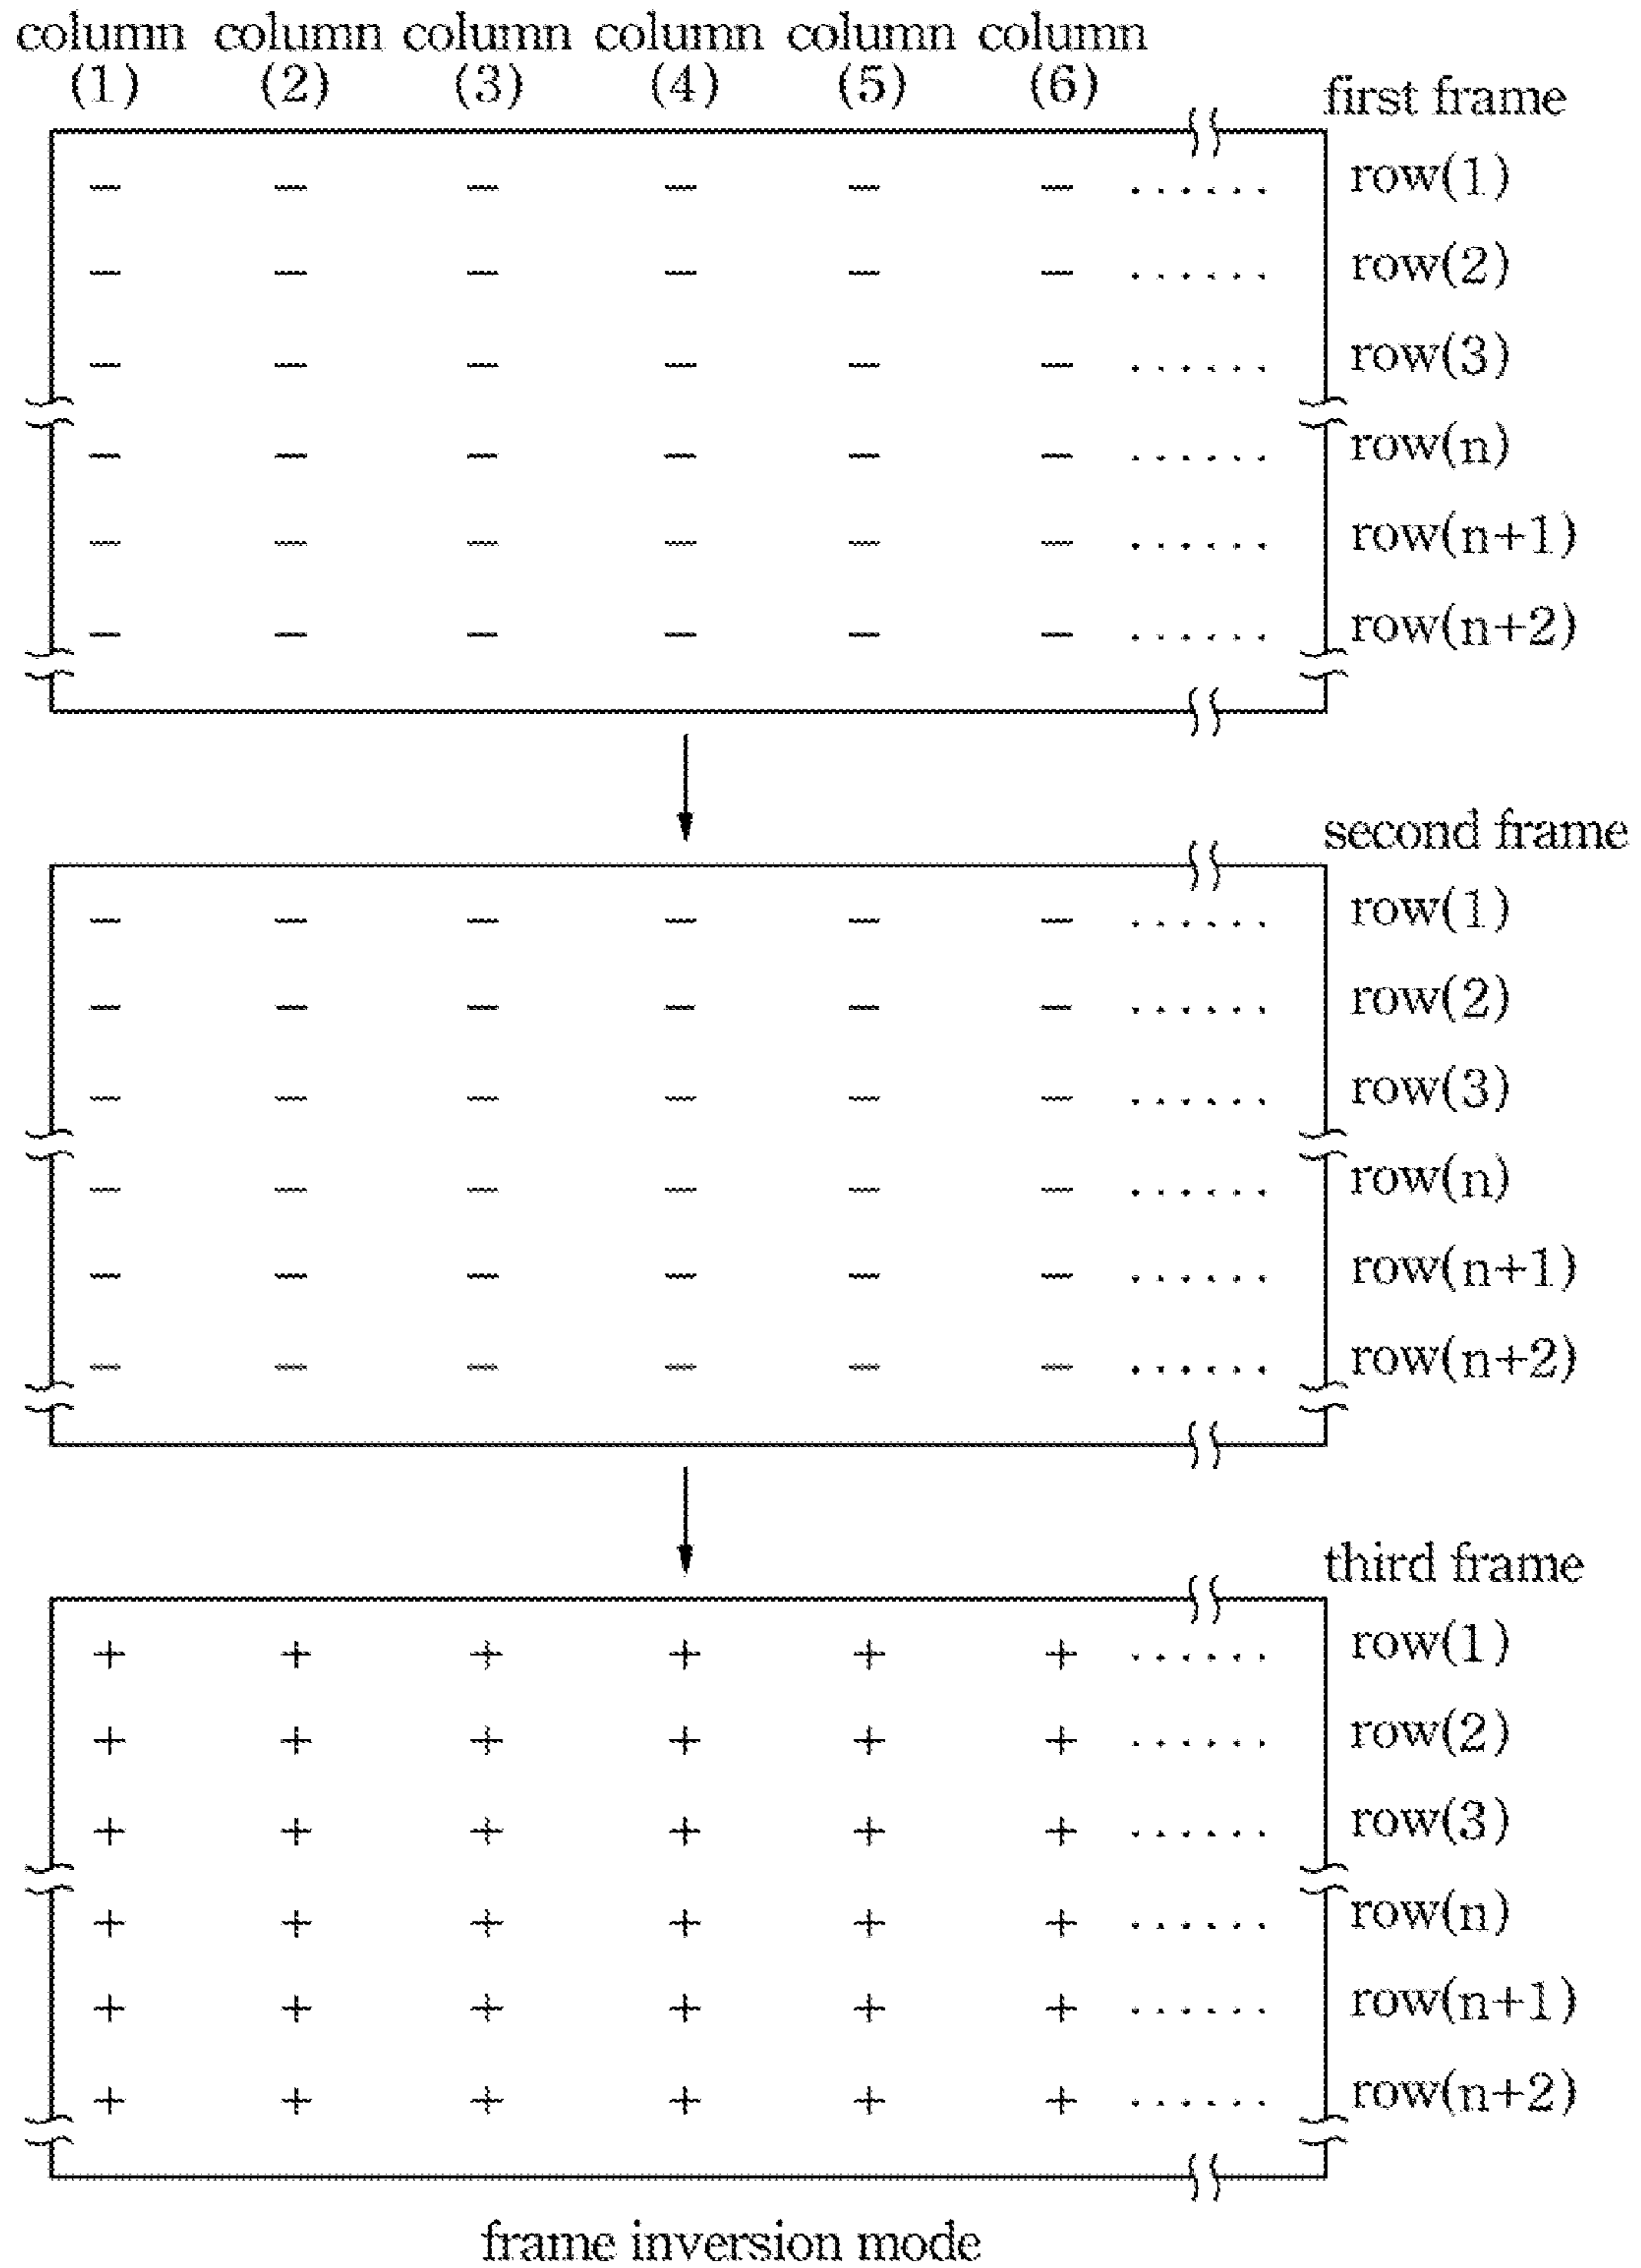 column column column column column column
(1) (2) (3) (4) (5) (6)
first frame
− − − − − − ...... row(1)
− − − − − − ...... row(2)
− − − − − − ...... row(3)
− − − − − − ...... row(n)
− − − − − − ...... row(n+1)
− − − − − − ...... row(n+2)
second frame
− − − − − − ...... row(1)
− − − − − − ...... row(2)
− − − − − − ...... row(3)
− − − − − − ...... row(n)
− − − − − − ...... row(n+1)
− − − − − − ...... row(n+2)
third frame
+ + + + + + ...... row(1)
+ + + + + + ...... row(2)
+ + + + + + ...... row(3)
+ + + + + + ...... row(n)
+ + + + + + ...... row(n+1)
+ + + + + + ...... row(n+2)
frame inversion mode